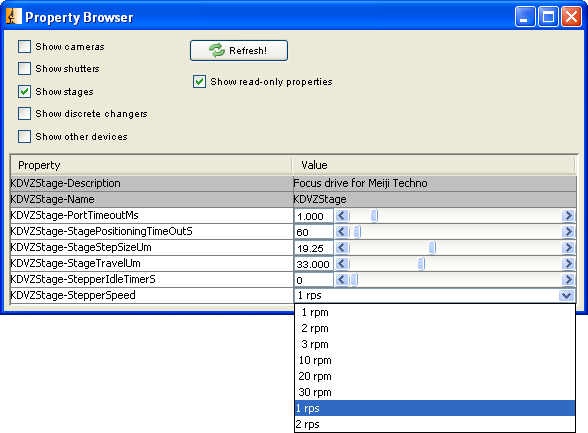 Property Browser
Show cameras
Refresh!
Show shutters
Show read-only properties
Show stages
Show discrete changers
Show other devices
Property Value
KDVZStage-Description Focus drive for Meiji Techno
KDVZStage-Name KDVZStage
KDVZStage-PortTimeoutMs 1.000
KDVZStage-StagePositioningTimeOutS 60
KDVZStage-StageStepSizeUm 19.25
KDVZStage-StageTravelUm 33.000
KDVZStage-StepperIdleTimerS 0
KDVZStage-StepperSpeed 1 rps
1 rpm
2 rpm
3 rpm
10 rpm
20 rpm
30 rpm
1 rps
2 rps